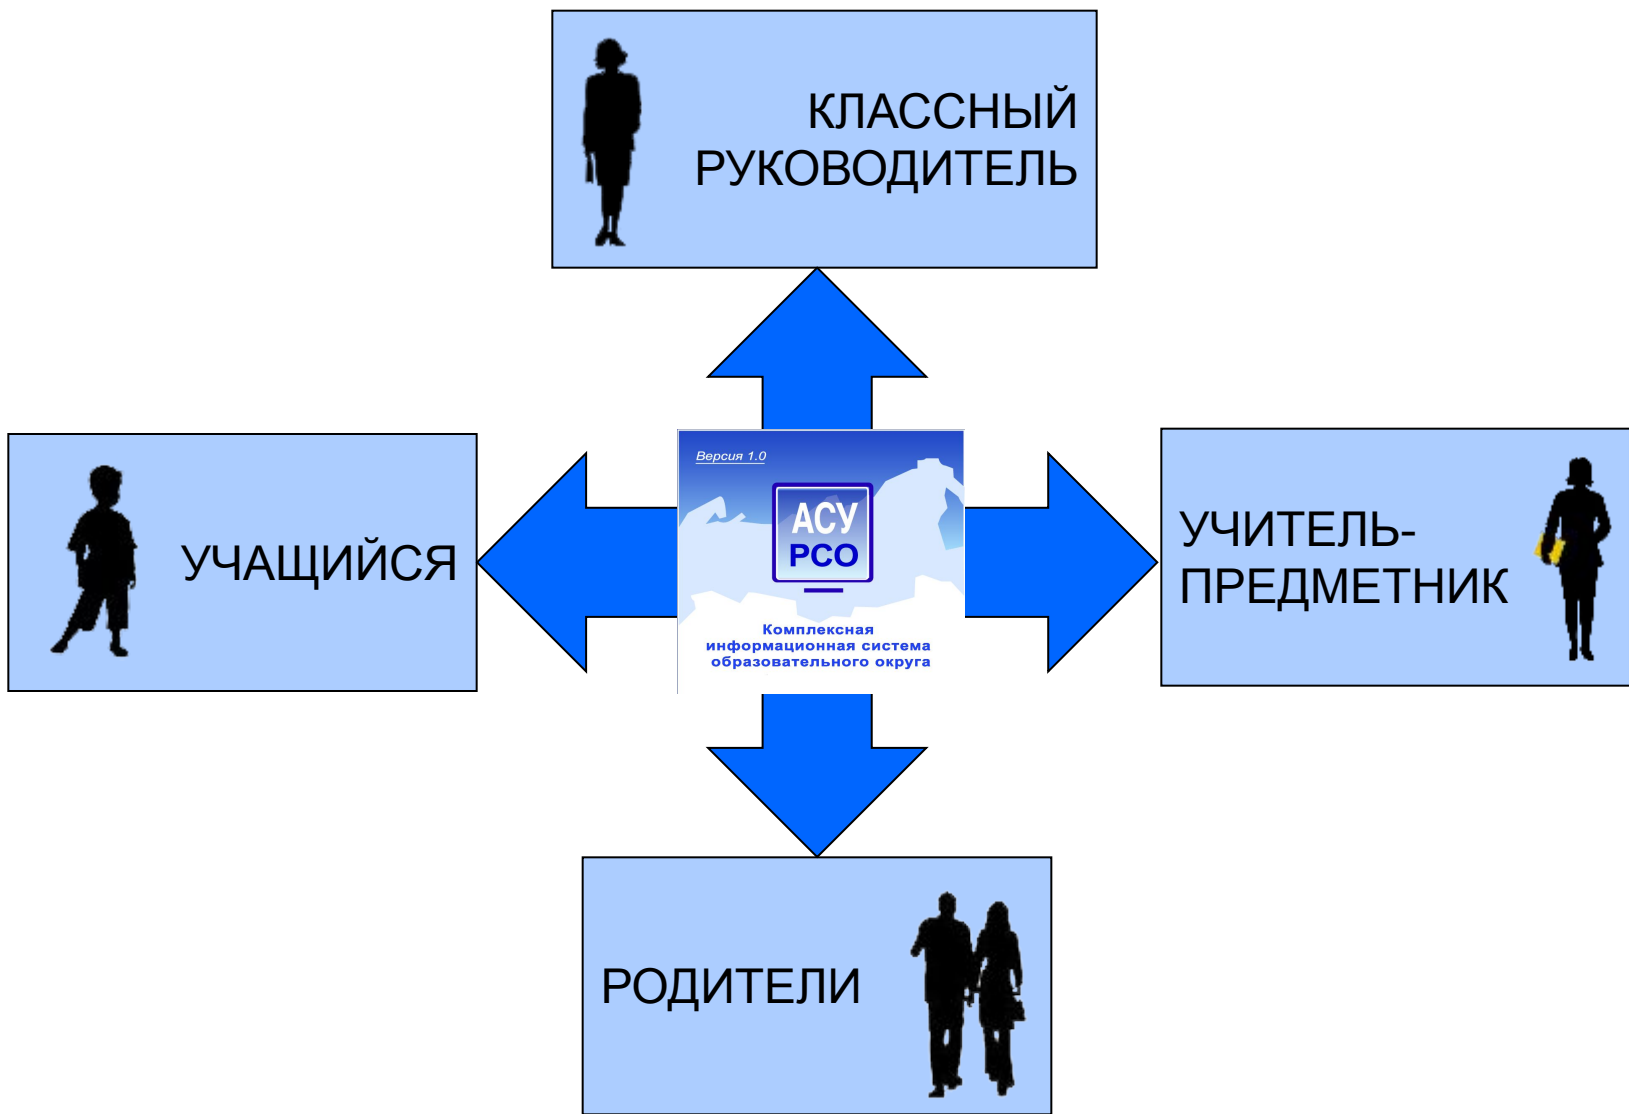 КЛАССНЫЙ
РУКОВОДИТЕЛЬ
УЧАЩИЙСЯ
Версия 1.0
АСУ
РСО
Комплексная
информационная система
образовательного округа
УЧИТЕЛЬ-
ПРЕДМЕТНИК
РОДИТЕЛИ